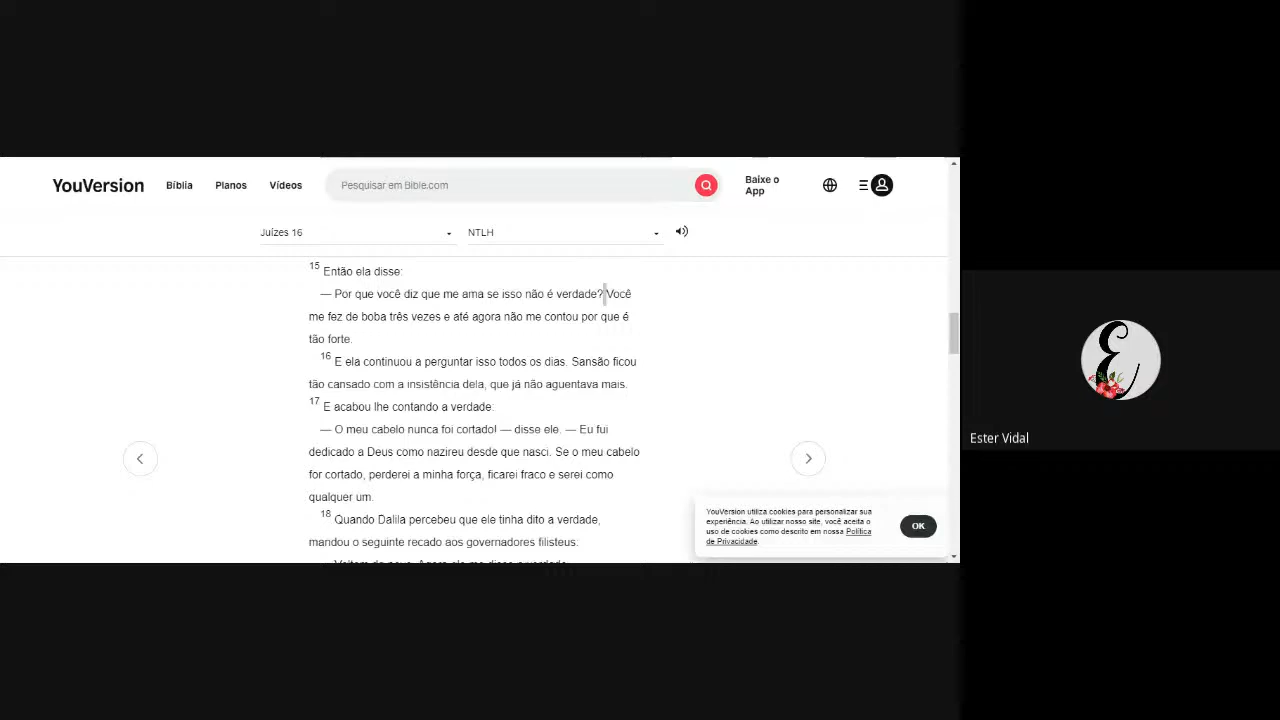 YouVersion Bíblia Planos Vídeos Pesquisar em Bible.com Baixe o
App
Juízes 16 NTLH
15 Então ela disse:
— Por que você diz que me ama se isso não é verdade? Você
me fez de boba três vezes e até agora não me contou por que é
tão forte.
16 E ela continuou a perguntar isso todos os dias. Sansão ficou
tão cansado com a insistência dela, que já não aguentava mais.
17 E acabou lhe contando a verdade:
— O meu cabelo nunca foi cortado! — disse ele. — Eu fui
dedicado a Deus como nazireu desde que nasci. Se o meu cabelo
for cortado, perderei a minha força, ficarei fraco e serei como
qualquer um.
18 Quando Dalila percebeu que ele tinha dito a verdade,
mandou o seguinte recado aos governadores filisteus:
YouVersion utiliza cookies para personalizar sua
experiência. Ao utilizar nosso site, você aceita o
uso de cookies como descrito em nossa Política
de Privacidade.
OK
E
Ester Vidal